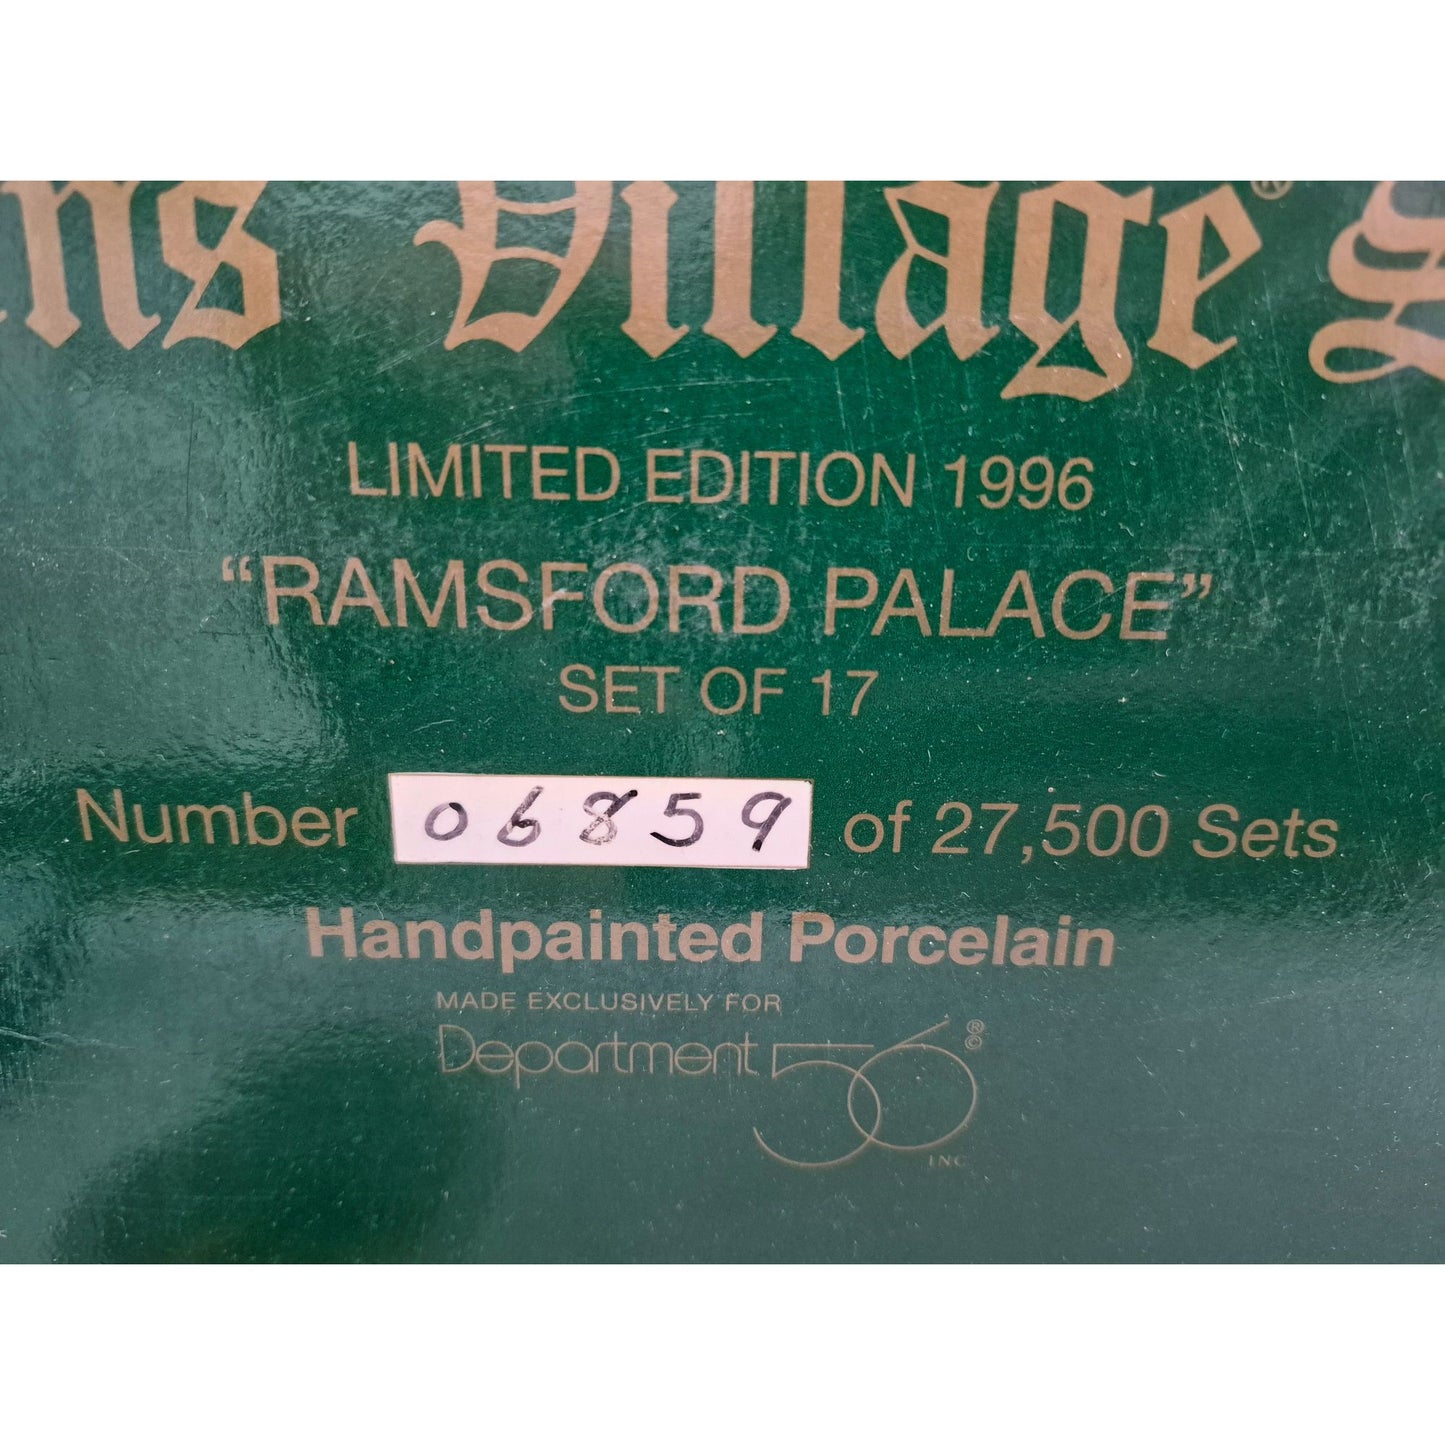 Village®
LIMITED EDITION 1996
“RAMSFORD PALACE”
SET OF 17
Number 06859 of 27,500 Sets
Handpainted Porcelain
MADE EXCLUSIVELY FOR
Department 56 ®©
INC